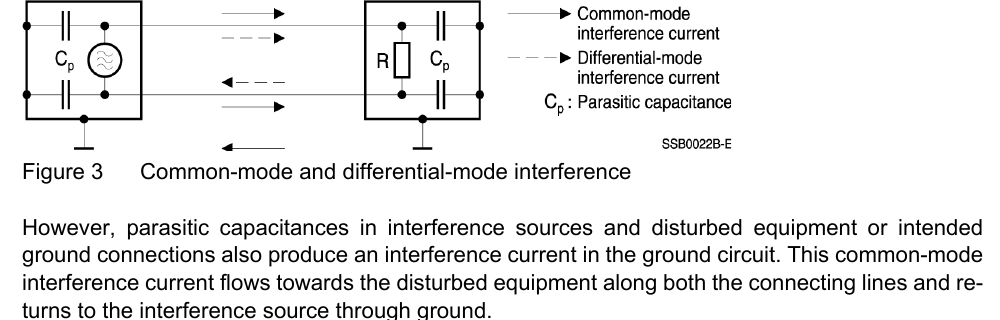 Common-mode
interference current
Differential-mode
interference current
Cp : Parasitic capacitance
Cp
R
Cp
SSB0022B-E
Figure 3 Common-mode and differential-mode interference
However, parasitic capacitances in interference sources and disturbed equipment or intended
ground connections also produce an interference current in the ground circuit. This common-mode
interference current flows towards the disturbed equipment along both the connecting lines and re-
turns to the interference source through ground.